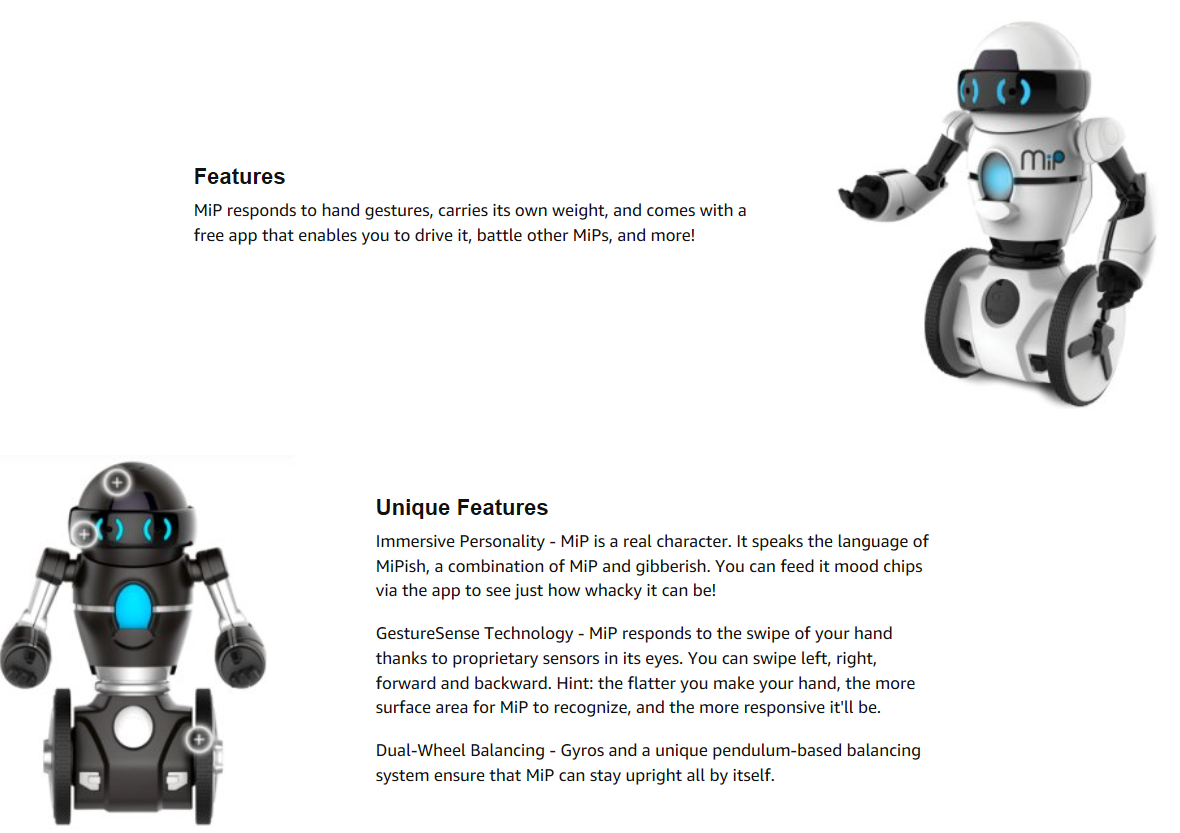 MiP
Features
MiP responds to hand gestures, carries its own weight, and comes with a
free app that enables you to drive it, battle other MiPs, and more!
Unique Features
Immersive Personality - MiP is a real character. It speaks the language of
MiPish, a combination of MiP and gibberish. You can feed it mood chips
via the app to see just how whacky it can be!
GestureSense Technology - MiP responds to the swipe of your hand
thanks to proprietary sensors in its eyes. You can swipe left, right,
forward and backward. Hint: the flatter you make your hand, the more
surface area for MiP to recognize, and the more responsive it'll be.
Dual-Wheel Balancing - Gyros and a unique pendulum-based balancing
system ensure that MiP can stay upright all by itself.